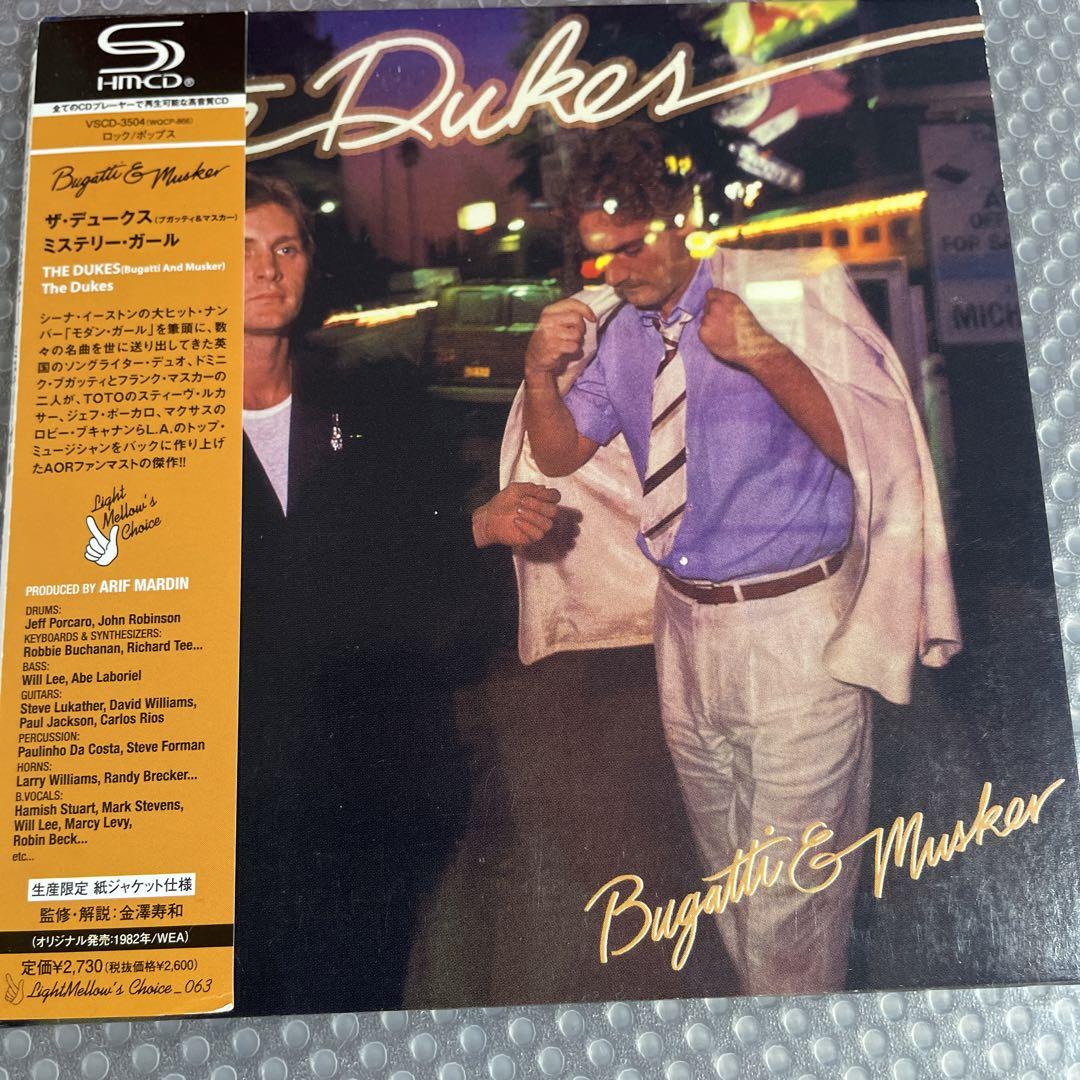 SHM-CD®
全てのCDプレーヤーで再生可能な高音質CD
VSCD-3504(WQCP-866)
ロック/ポップス
Bugatti & Musker
ザ・デュークス(ブガッティ&マスカー)
ミステリー・ガール
THE DUKES(Bugatti And Musker)
The Dukes
シーナ・イーストンの大ヒット・ナン
バー「モダン・ガール」を筆頭に、数
々の名曲を世に送り出してきた英
国のソングライター・デュオ、ドミニ
ク・ブガッティとフランク・マスカーの
二人が、TOTOのスティーヴ・ルカ
サー、ジェフ・ポーカロ、マクサスの
ロビー・ブキャナンらL.A.のトップ・
ミュージシャンをバックに作り上げ
たAORファンマストの傑作!!
Light
Mellow's
Choice
PRODUCED BY ARIF MARDIN
DRUMS:
Jeff Porcaro, John Robinson
KEYBOARDS & SYNTHESIZERS:
Robbie Buchanan, Richard Tee...
BASS:
Will Lee, Abe Laboriel
GUITARS:
Steve Lukather, David Williams,
Paul Jackson, Carlos Rios
PERCUSSION:
Paulinho Da Costa, Steve Forman
HORNS:
Larry Williams, Randy Brecker...
B.VOCALS:
Hamish Stuart, Mark Stevens,
Will Lee, Marcy Levy,
Robin Beck...
etc...
生産限定 紙ジャケット仕様
監修・解説:金澤寿和
(オリジナル発売:1982年/WEA)
定価¥2,730(税抜価格¥2,600)
LightMellow's Choice_063
Dukes
FOR SA
MICH
Bugatti & Musker